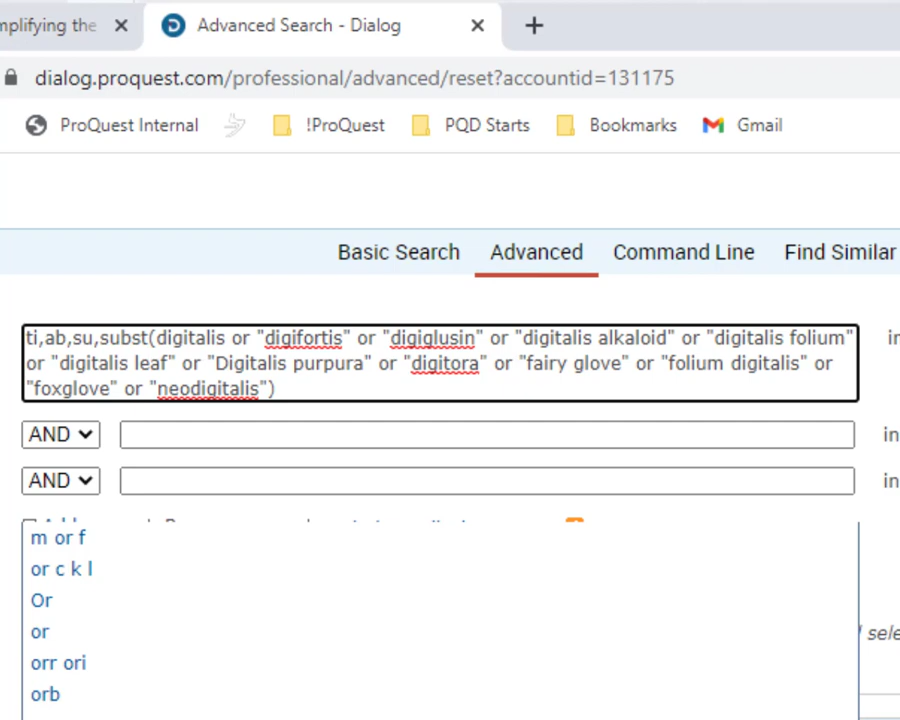 mplifying the
Advanced Search - Dialog
dialog.proquest.com/professional/advanced/reset?accountid=131175
ProQuest Internal !ProQuest PQD Starts Bookmarks Gmail
Basic Search Advanced Command Line Find Similar
ti,ab,su,subst(digitalis or "digifortis" or "digiglusin" or "digitalis alkaloid" or "digitalis folium"
or "digitalis leaf" or "Digitalis purpura" or "digitora" or "fairy glove" or "folium digitalis" or
"foxglove" or "neodigitalis")
in
AND in
AND in
m or f
or c k l
Or
or
sele
orr ori
orb